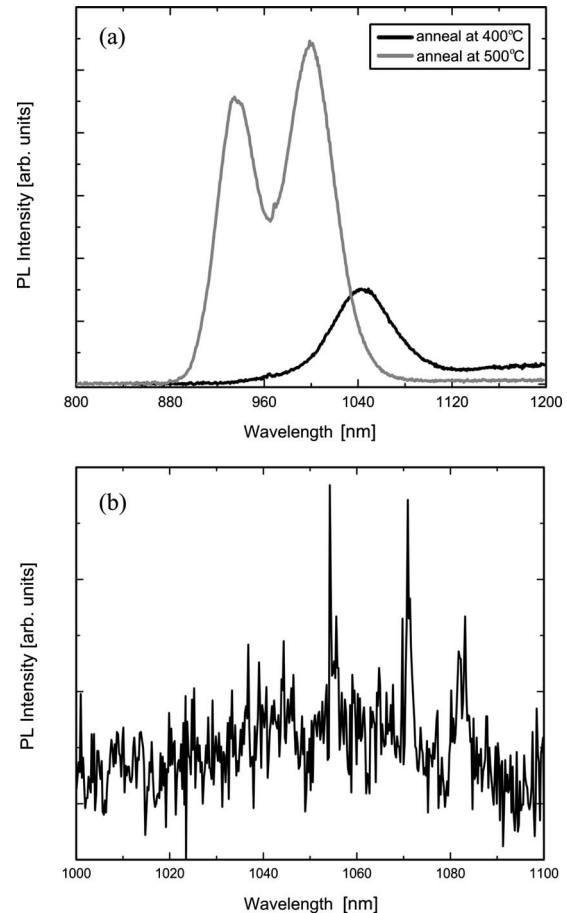 (a)
anneal at 400°C
anneal at 500°C
PL Intensity [arb. units]
800 880 960 1040 1120 1200
Wavelength [nm]
(b)
PL Intensity [arb. units]
1000 1020 1040 1060 1080 1100
Wavelength [nm]